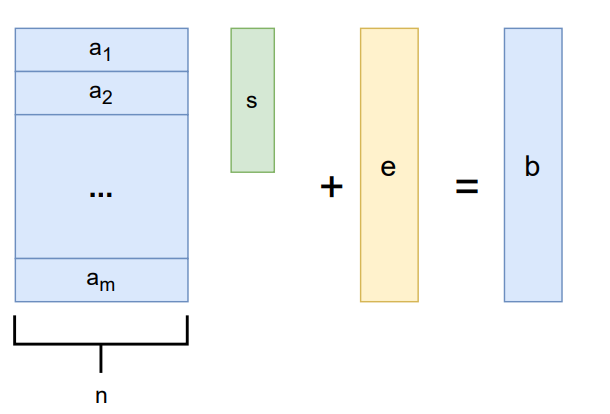 a₁
a₂
...
aₘ
s
+
e
=
b
n